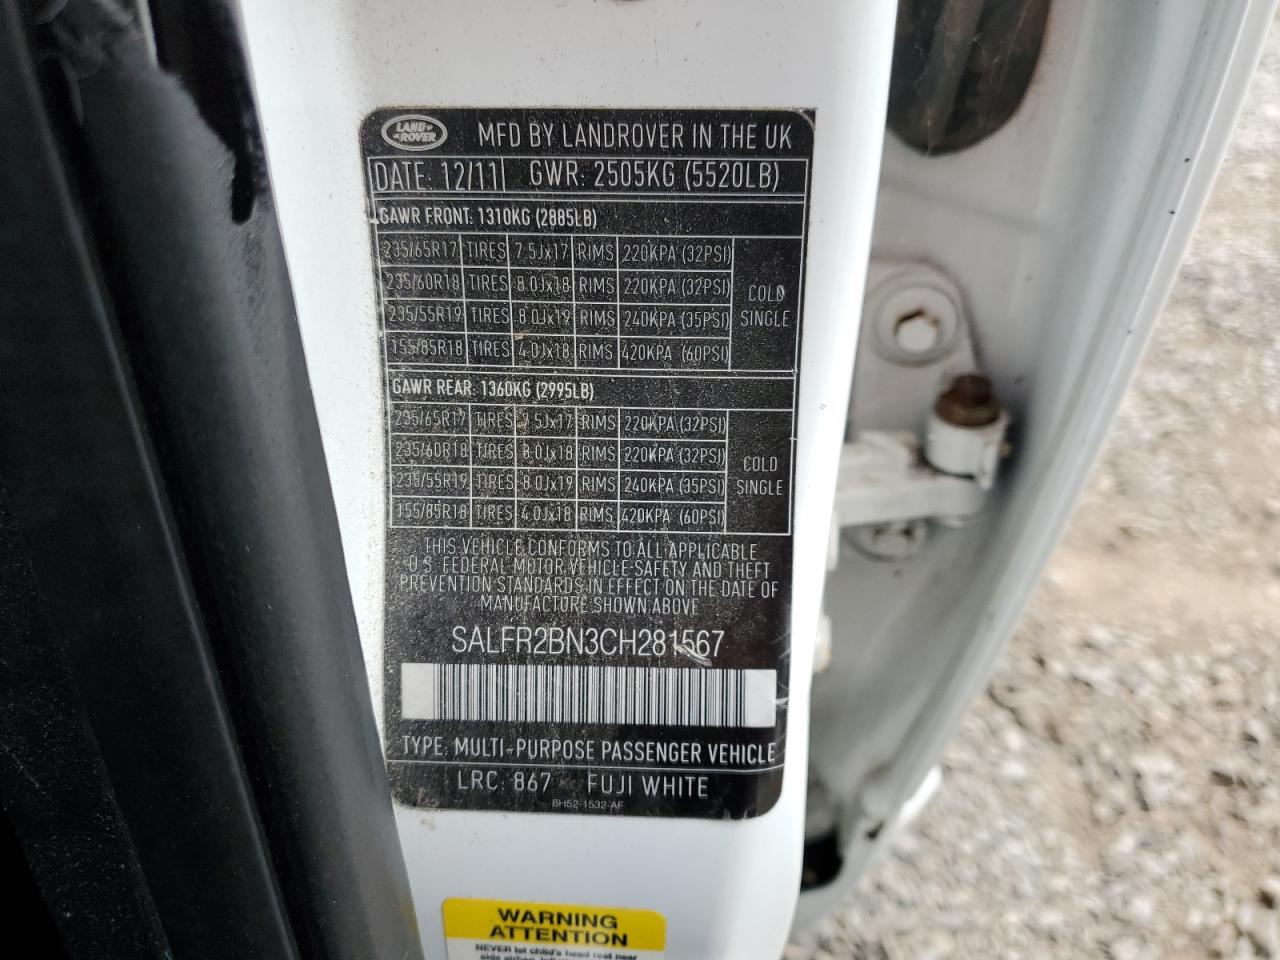 LAND ROVER
MFD BY LANDROVER IN THE UK
DATE: 12/11 GWR: 2505KG (5520LB)
GAWR FRONT: 1310KG (2885LB)
235/65R17 TIRES 7.5Jx17 RIMS 220KPA (32PSI)
235/60R18 TIRES 8.0Jx18 RIMS 220KPA (32PSI)
235/55R19 TIRES 8.0Jx19 RIMS 240KPA (35PSI)
155/85R18 TIRES 4.0Jx18 RIMS 420KPA (60PSI)
COLD
SINGLE
GAWR REAR: 1360KG (2995LB)
235/65R17 TIRES 7.5Jx17 RIMS 220KPA (32PSI)
235/60R18 TIRES 8.0Jx18 RIMS 220KPA (32PSI)
235/55R19 TIRES 8.0Jx19 RIMS 240KPA (35PSI)
155/85R18 TIRES 4.0Jx18 RIMS 420KPA (60PSI)
COLD
SINGLE
THIS VEHICLE CONFORMS TO ALL APPLICABLE
U.S. FEDERAL MOTOR VEHICLE SAFETY AND THEFT
PREVENTION STANDARDS IN EFFECT ON THE DATE OF
MANUFACTURE SHOWN ABOVE
SALFR2BN3CH281567
TYPE: MULTI-PURPOSE PASSENGER VEHICLE
LRC: 867 FUJI WHITE
BH52-1532-AF
WARNING
ATTENTION
NEVER let child's head rest near